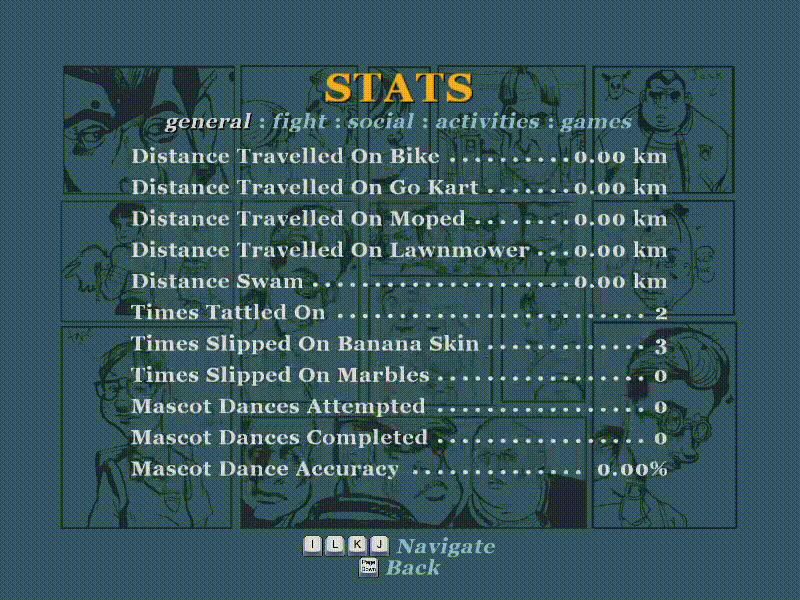 STATS
general : fight : social : activities : games
Distance Travelled On Bike ..........0.00 km
Distance Travelled On Go Kart .......0.00 km
Distance Travelled On Moped ........0.00 km
Distance Travelled On Lawnmower ...0.00 km
Distance Swam ......................0.00 km
Times Tattled On ........................... 2
Times Slipped On Banana Skin ............. 3
Times Slipped On Marbles .................. 0
Mascot Dances Attempted .................. 0
Mascot Dances Completed .................. 0
Mascot Dance Accuracy .............. 0.00%
I L K J Navigate
Page Down Back